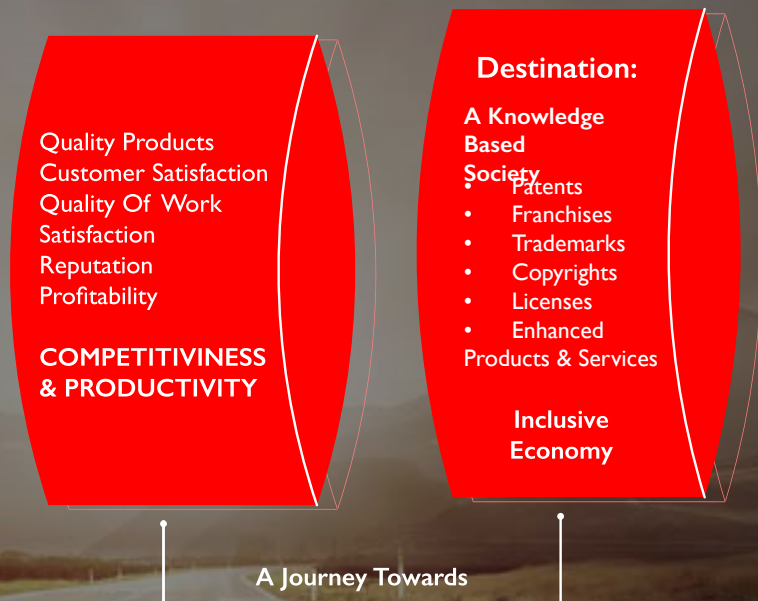 Quality Products
Customer Satisfaction
Quality Of Work
Satisfaction
Reputation
Profitability
COMPETITIVINESS
& PRODUCTIVITY
Destination:
A Knowledge
Based
Society
• Patents
• Franchises
• Trademarks
• Copyrights
• Licenses
• Enhanced
Products & Services
Inclusive
Economy
A Journey Towards